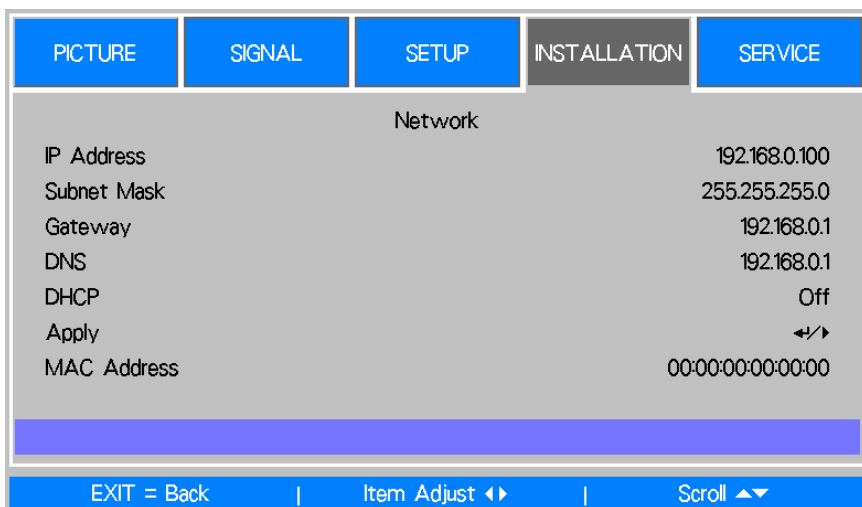 PICTURE SIGNAL SETUP INSTALLATION SERVICE
Network
IP Address 192.168.0.100
Subnet Mask 255.255.255.0
Gateway 192.168.0.1
DNS 192.168.0.1
DHCP Off
Apply ↵/▶
MAC Address 00:00:00:00:00:00
EXIT = Back | Item Adjust ◀▶ | Scroll ▲▼